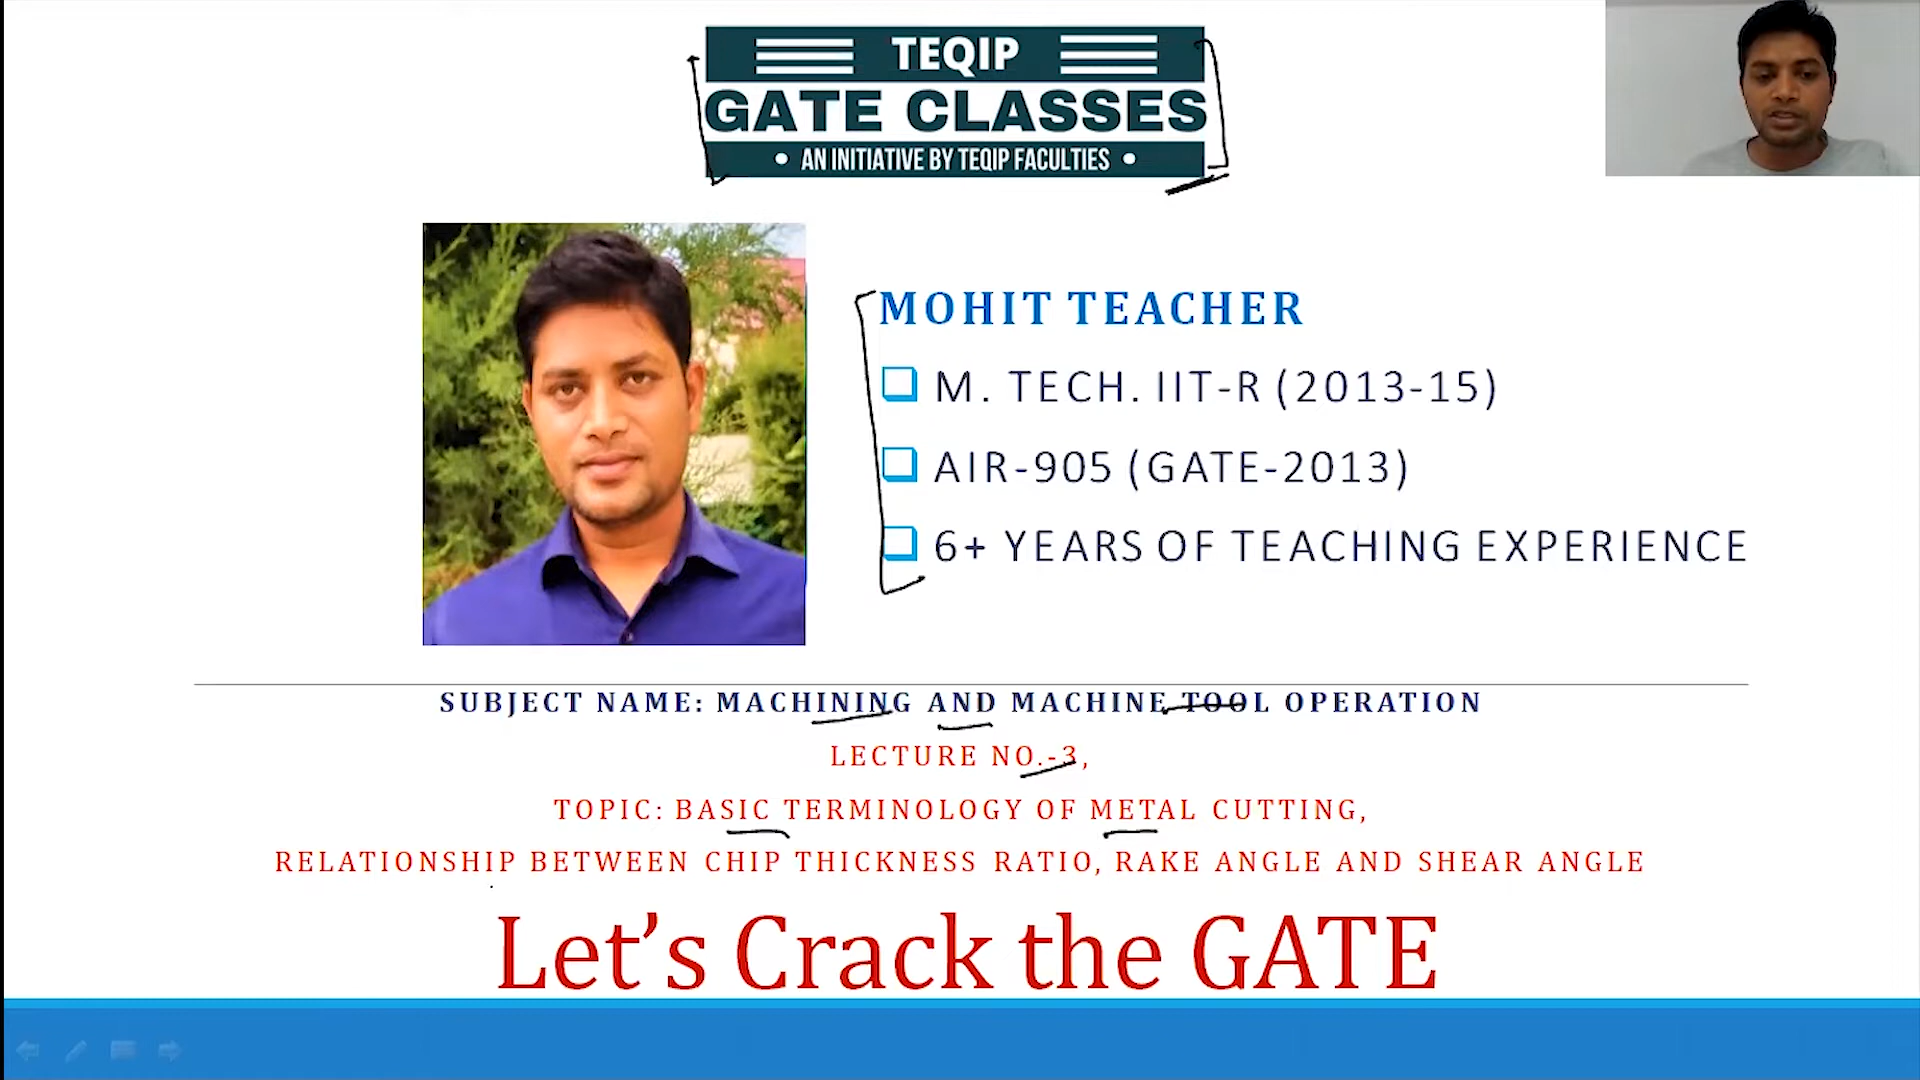 TEQIP
GATE CLASSES
• AN INITIATIVE BY TEQIP FACULTIES •
MOHIT TEACHER
M. TECH. IIT-R (2013-15)
AIR-905 (GATE-2013)
6+ YEARS OF TEACHING EXPERIENCE
SUBJECT NAME: MACHINING AND MACHINE TOOL OPERATION
LECTURE NO.-3,
TOPIC: BASIC TERMINOLOGY OF METAL CUTTING,
RELATIONSHIP BETWEEN CHIP THICKNESS RATIO, RAKE ANGLE AND SHEAR ANGLE
Let's Crack the GATE